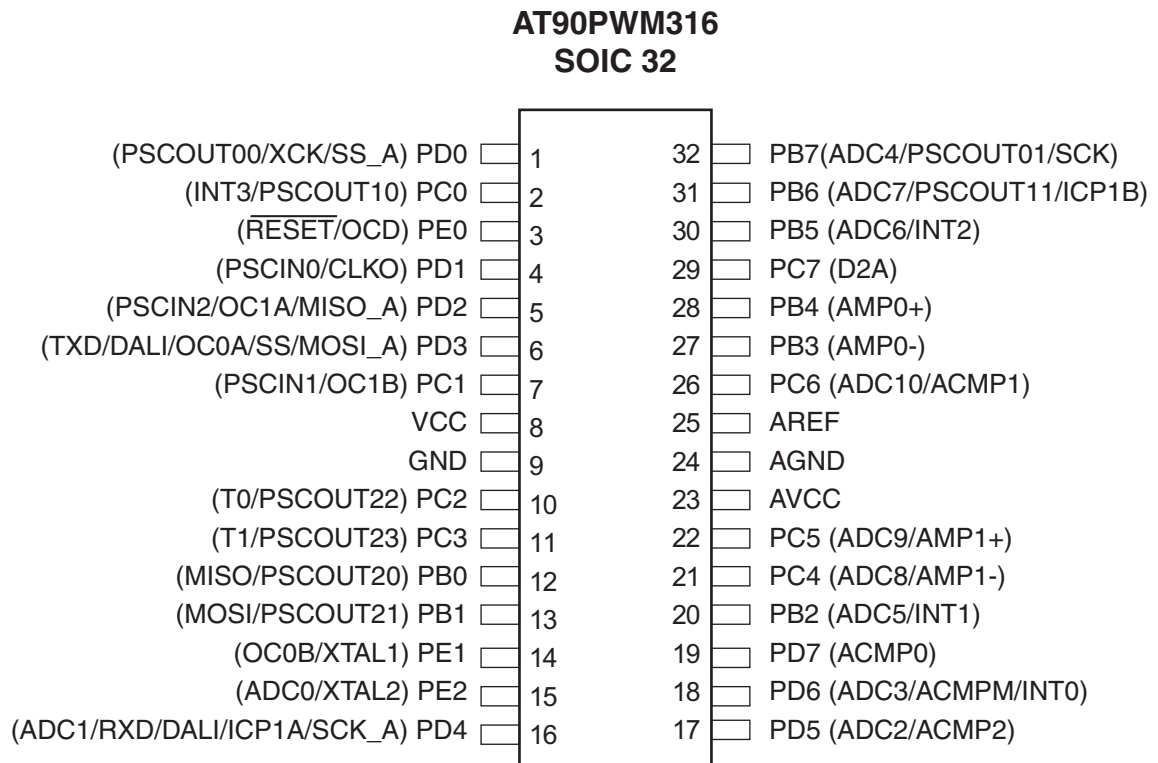 AT90PWM316
SOIC 32
(PSCOUT00/XCK/SS_A) PD0 1 32 PB7(ADC4/PSCOUT01/SCK)
(INT3/PSCOUT10) PC0 2 31 PB6 (ADC7/PSCOUT11/ICP1B)
(RESET/OCD) PE0 3 30 PB5 (ADC6/INT2)
(PSCIN0/CLKO) PD1 4 29 PC7 (D2A)
(PSCIN2/OC1A/MISO_A) PD2 5 28 PB4 (AMP0+)
(TXD/DALI/OC0A/SS/MOSI_A) PD3 6 27 PB3 (AMP0-)
(PSCIN1/OC1B) PC1 7 26 PC6 (ADC10/ACMP1)
VCC 8 25 AREF
GND 9 24 AGND
(T0/PSCOUT22) PC2 10 23 AVCC
(T1/PSCOUT23) PC3 11 22 PC5 (ADC9/AMP1+)
(MISO/PSCOUT20) PB0 12 21 PC4 (ADC8/AMP1-)
(MOSI/PSCOUT21) PB1 13 20 PB2 (ADC5/INT1)
(OC0B/XTAL1) PE1 14 19 PD7 (ACMP0)
(ADC0/XTAL2) PE2 15 18 PD6 (ADC3/ACMPM/INT0)
(ADC1/RXD/DALI/ICP1A/SCK_A) PD4 16 17 PD5 (ADC2/ACMP2)